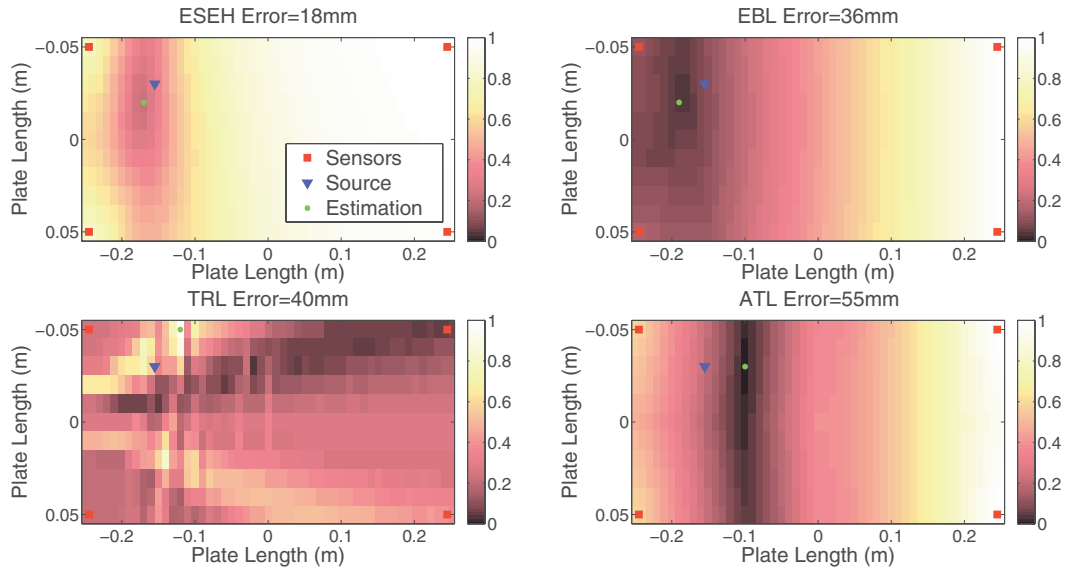 ESEH Error=18mm
−0.05
0
0.05
Plate Length (m)
−0.2 −0.1 0 0.1 0.2
Plate Length (m)
1
0.8
0.6
0.4
0.2
0
Sensors
Source
Estimation
EBL Error=36mm
−0.05
0
0.05
Plate Length (m)
−0.2 −0.1 0 0.1 0.2
Plate Length (m)
1
0.8
0.6
0.4
0.2
0
TRL Error=40mm
−0.05
0
0.05
Plate Length (m)
−0.2 −0.1 0 0.1 0.2
Plate Length (m)
1
0.8
0.6
0.4
0.2
0
ATL Error=55mm
−0.05
0
0.05
Plate Length (m)
−0.2 −0.1 0 0.1 0.2
Plate Length (m)
1
0.8
0.6
0.4
0.2
0